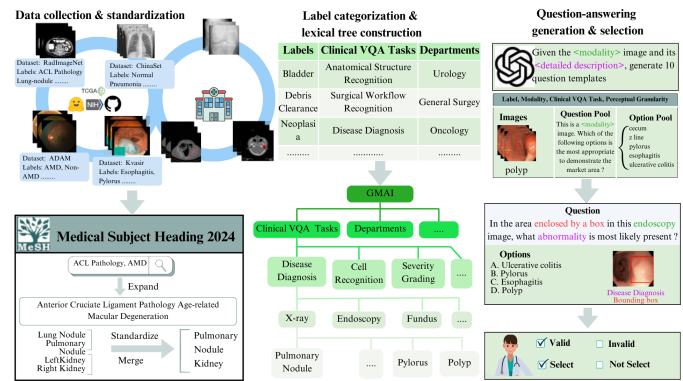 Data collection & standardization
Dataset: RadImageNet
Labels: ACL Pathology
Lung-nodule ........
Dataset: ChinaSet
Labels: Normal
Pneumonia ........
TCGA
NIH
Dataset: ADAM
Labels: AMD, Non-
AMD ........
Dataset: Kvasir
Labels: Esophagitis,
Pylorus ........
MeSH
Medical Subject Heading 2024
ACL Pathology, AMD
Expand
Anterior Cruciate Ligament Pathology Age-related
Macular Degeneration
Lung Nodule
Pulmonary
Nodule
LeftKidney
Right Kidney
Standardize
Merge
Pulmonary
Nodule
Kidney
Label categorization &
lexical tree construction
Labels Clinical VQA Tasks Departments
Bladder Anatomical Structure Recognition Urology
Debris Clearance Surgical Workflow Recognition General Surgey
Neoplasi
a Disease Diagnosis Oncology
......... ............ .........
GMAI
Clinical VQA Tasks Departments ....
Disease Diagnosis Cell Recognition Severity Grading ....
X-ray Endoscopy Fundus ....
Pulmonary Nodule .... Pylorus Polyp
Question-answering
generation & selection
Given the <modality> image and its
<detailed description>, generate 10
question templates
Label, Modality, Clinical VQA Task, Perceptual Granularity
Images
polyp
Question Pool
This is a <modality>
image. Which of the
following options is
the most appropriate
to demonstrate the
market area ?
Option Pool
cecum
z line
pylorus
esophagitis
ulcerative colitis
Question
In the area enclosed by a box in this endoscopy
image, what abnormality is most likely present ?
Options
A. Ulcerative colitis
B. Pylorus
C. Esophagitis
D. Polyp
Disease Diagnosis
Bounding box
Valid Invalid
Select Not Select